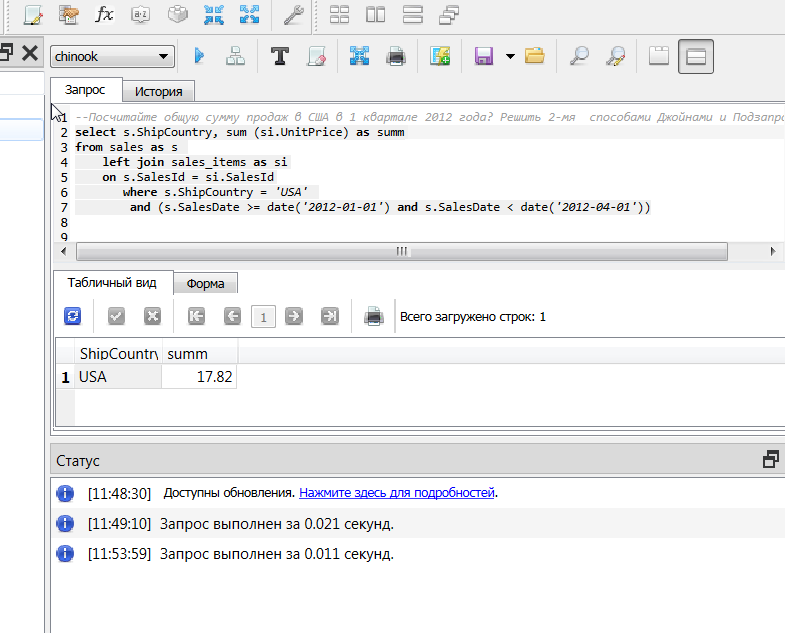 fx
a-z
chinook
T
Запрос
История
1 --Посчитайте общую сумму продаж в США в 1 квартале 2012 года? Решить 2-мя способами Джойнами и Подзапро
2 select s.ShipCountry, sum (si.UnitPrice) as summ
3 from sales as s
4 left join sales_items as si
5 on s.SalesId = si.SalesId
6 where s.ShipCountry = 'USA'
7 and (s.SalesDate >= date('2012-01-01') and s.SalesDate < date('2012-04-01'))
8
9
Табличный вид
Форма
1
Всего загружено строк: 1
ShipCountry summ
1 USA 17.82
Статус
[11:48:30] Доступны обновления. Нажмите здесь для подробностей.
[11:49:10] Запрос выполнен за 0.021 секунд.
[11:53:59] Запрос выполнен за 0.011 секунд.